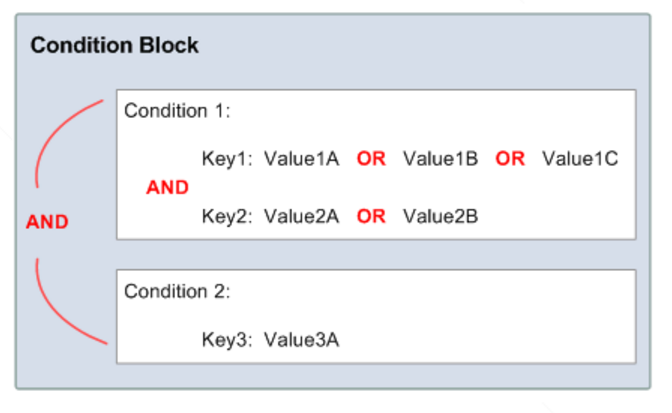 Condition Block
Condition 1:
Key1: Value1A OR Value1B OR Value1C
AND
Key2: Value2A OR Value2B
AND
Condition 2:
Key3: Value3A